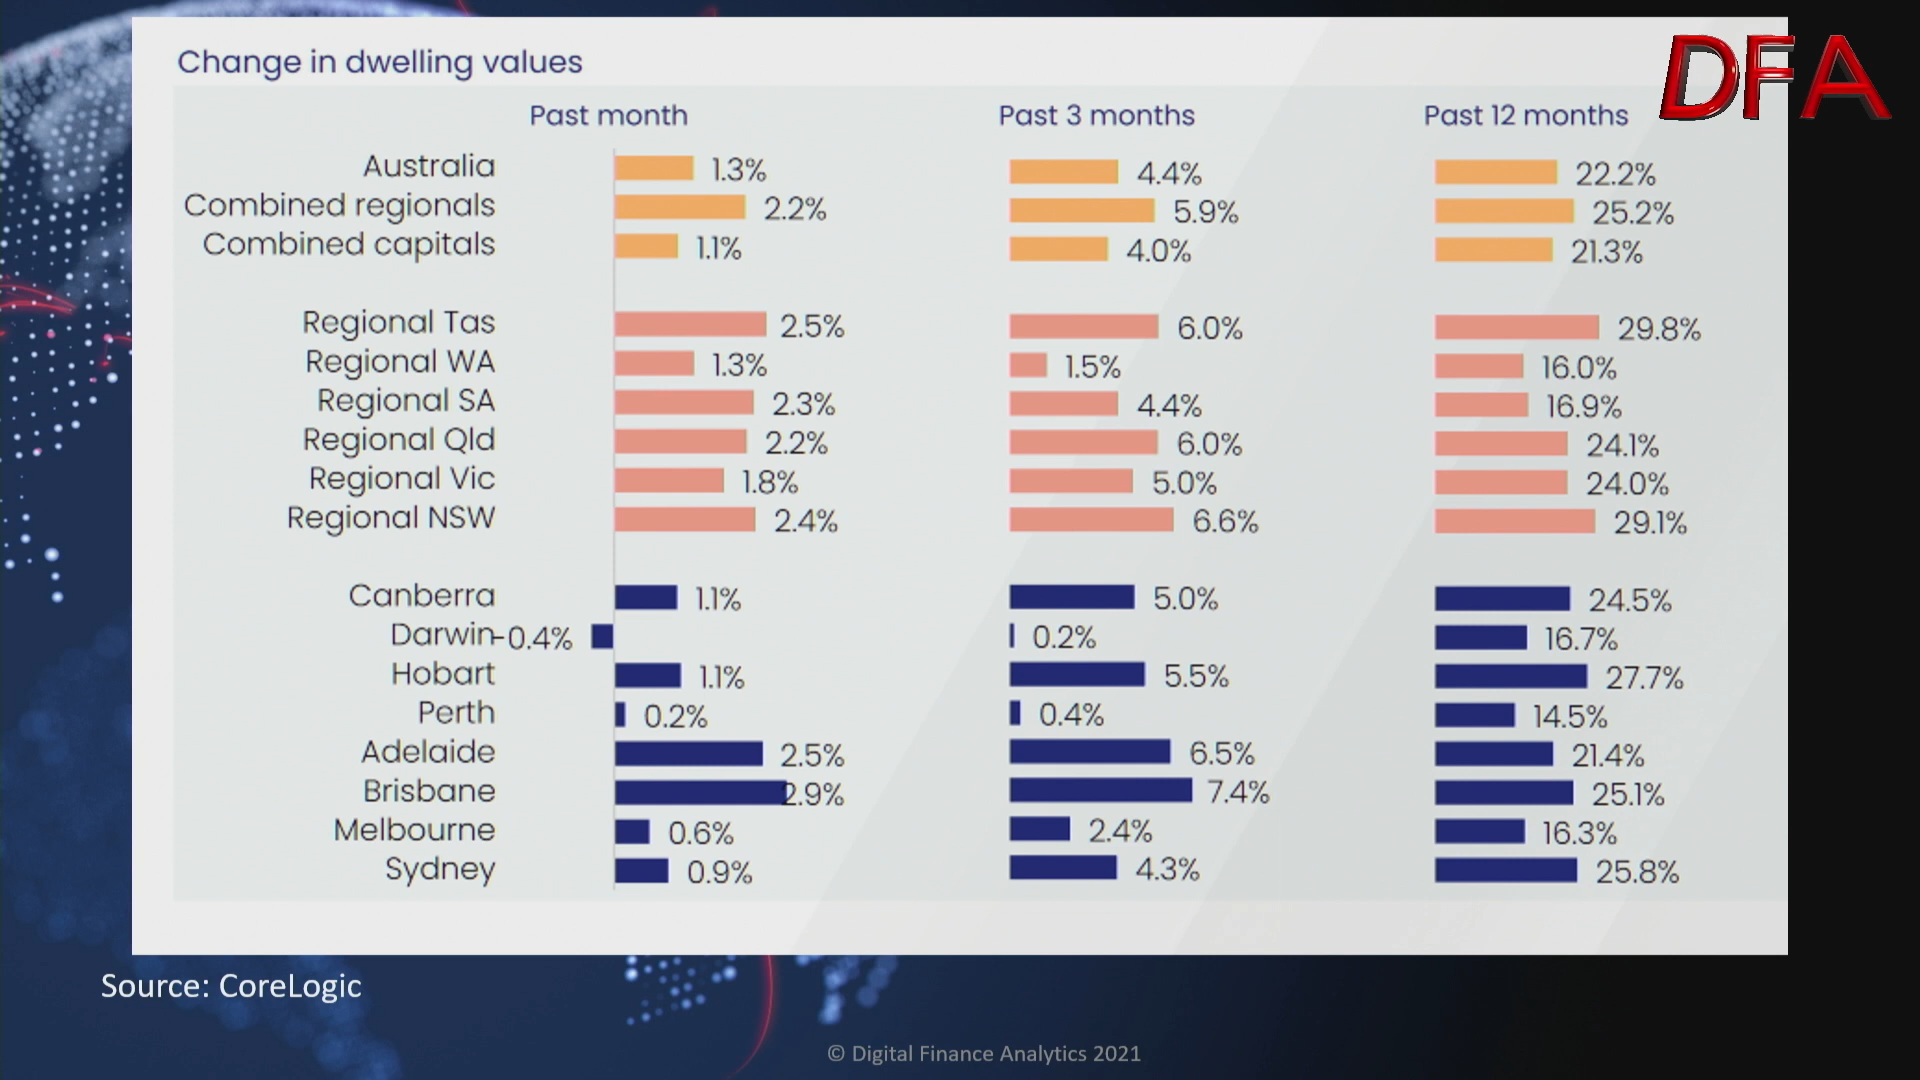 DFA
Change in dwelling values
Past month Past 3 months Past 12 months
Australia 1.3% 4.4% 22.2%
Combined regionals 2.2% 5.9% 25.2%
Combined capitals 1.1% 4.0% 21.3%
Regional Tas 2.5% 6.0% 29.8%
Regional WA 1.3% 1.5% 16.0%
Regional SA 2.3% 4.4% 16.9%
Regional Qld 2.2% 6.0% 24.1%
Regional Vic 1.8% 5.0% 24.0%
Regional NSW 2.4% 6.6% 29.1%
Canberra 1.1% 5.0% 24.5%
Darwin -0.4% 0.2% 16.7%
Hobart 1.1% 5.5% 27.7%
Perth 0.2% 0.4% 14.5%
Adelaide 2.5% 6.5% 21.4%
Brisbane 2.9% 7.4% 25.1%
Melbourne 0.6% 2.4% 16.3%
Sydney 0.9% 4.3% 25.8%
Source: CoreLogic
© Digital Finance Analytics 2021